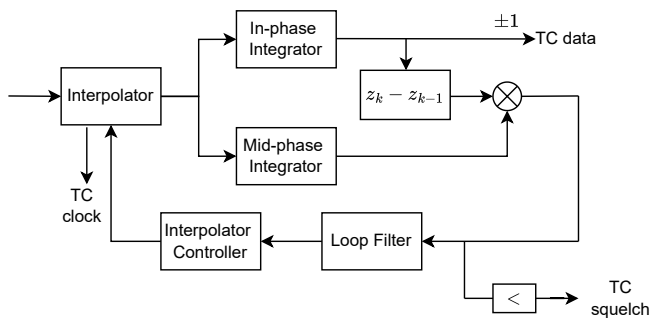 In-phase
Integrator
±1
TC data
Interpolator
z_k − z_{k−1}
Mid-phase
Integrator
TC
clock
Interpolator
Controller
Loop Filter
<
TC
squelch